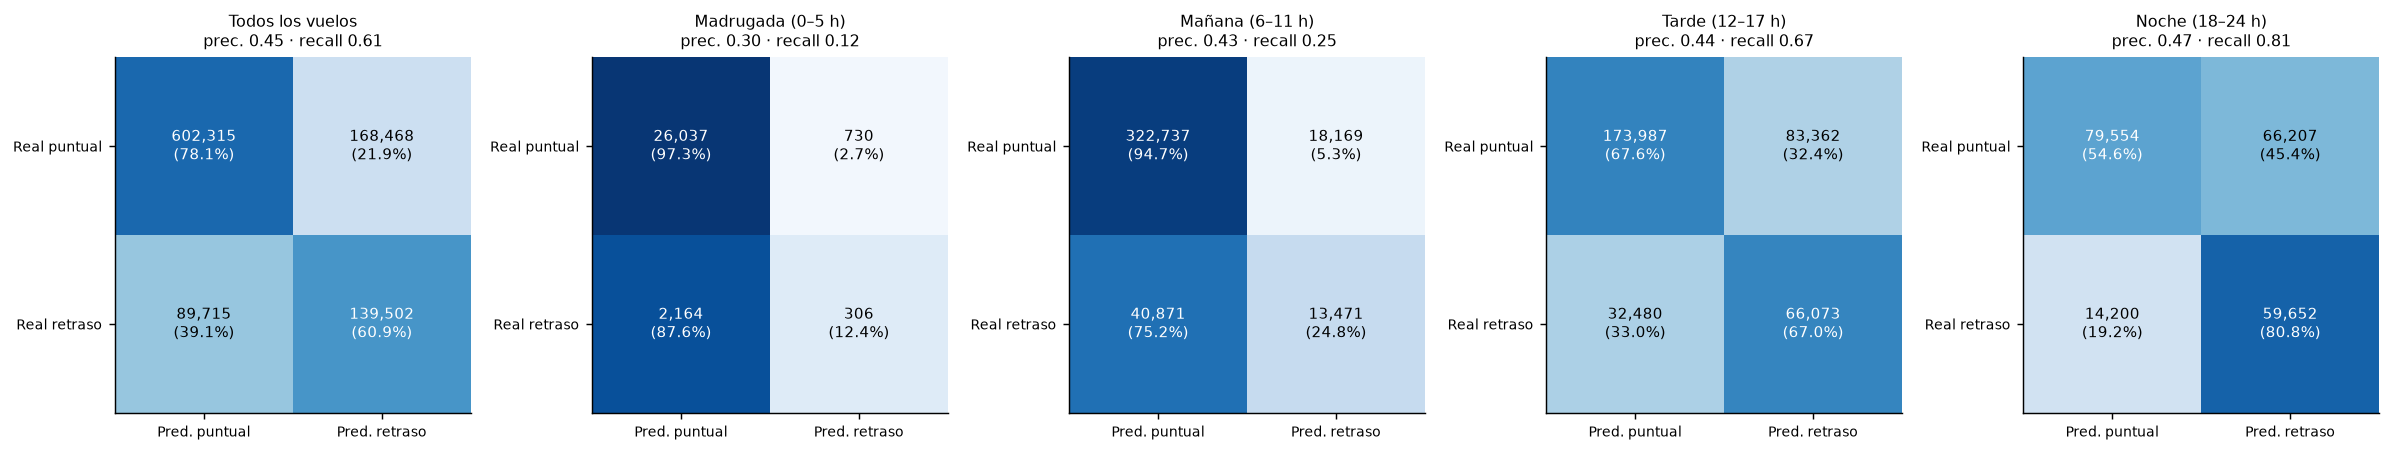 Todos los vuelos
prec. 0.45 · recall 0.61
Real puntual
602,315
(78.1%)
168,468
(21.9%)
Real retraso
89,715
(39.1%)
139,502
(60.9%)
Pred. puntual
Pred. retraso
Madrugada (0–5 h)
prec. 0.30 · recall 0.12
Real puntual
26,037
(97.3%)
730
(2.7%)
Real retraso
2,164
(87.6%)
306
(12.4%)
Pred. puntual
Pred. retraso
Mañana (6–11 h)
prec. 0.43 · recall 0.25
Real puntual
322,737
(94.7%)
18,169
(5.3%)
Real retraso
40,871
(75.2%)
13,471
(24.8%)
Pred. puntual
Pred. retraso
Tarde (12–17 h)
prec. 0.44 · recall 0.67
Real puntual
173,987
(67.6%)
83,362
(32.4%)
Real retraso
32,480
(33.0%)
66,073
(67.0%)
Pred. puntual
Pred. retraso
Noche (18–24 h)
prec. 0.47 · recall 0.81
Real puntual
79,554
(54.6%)
66,207
(45.4%)
Real retraso
14,200
(19.2%)
59,652
(80.8%)
Pred. puntual
Pred. retraso